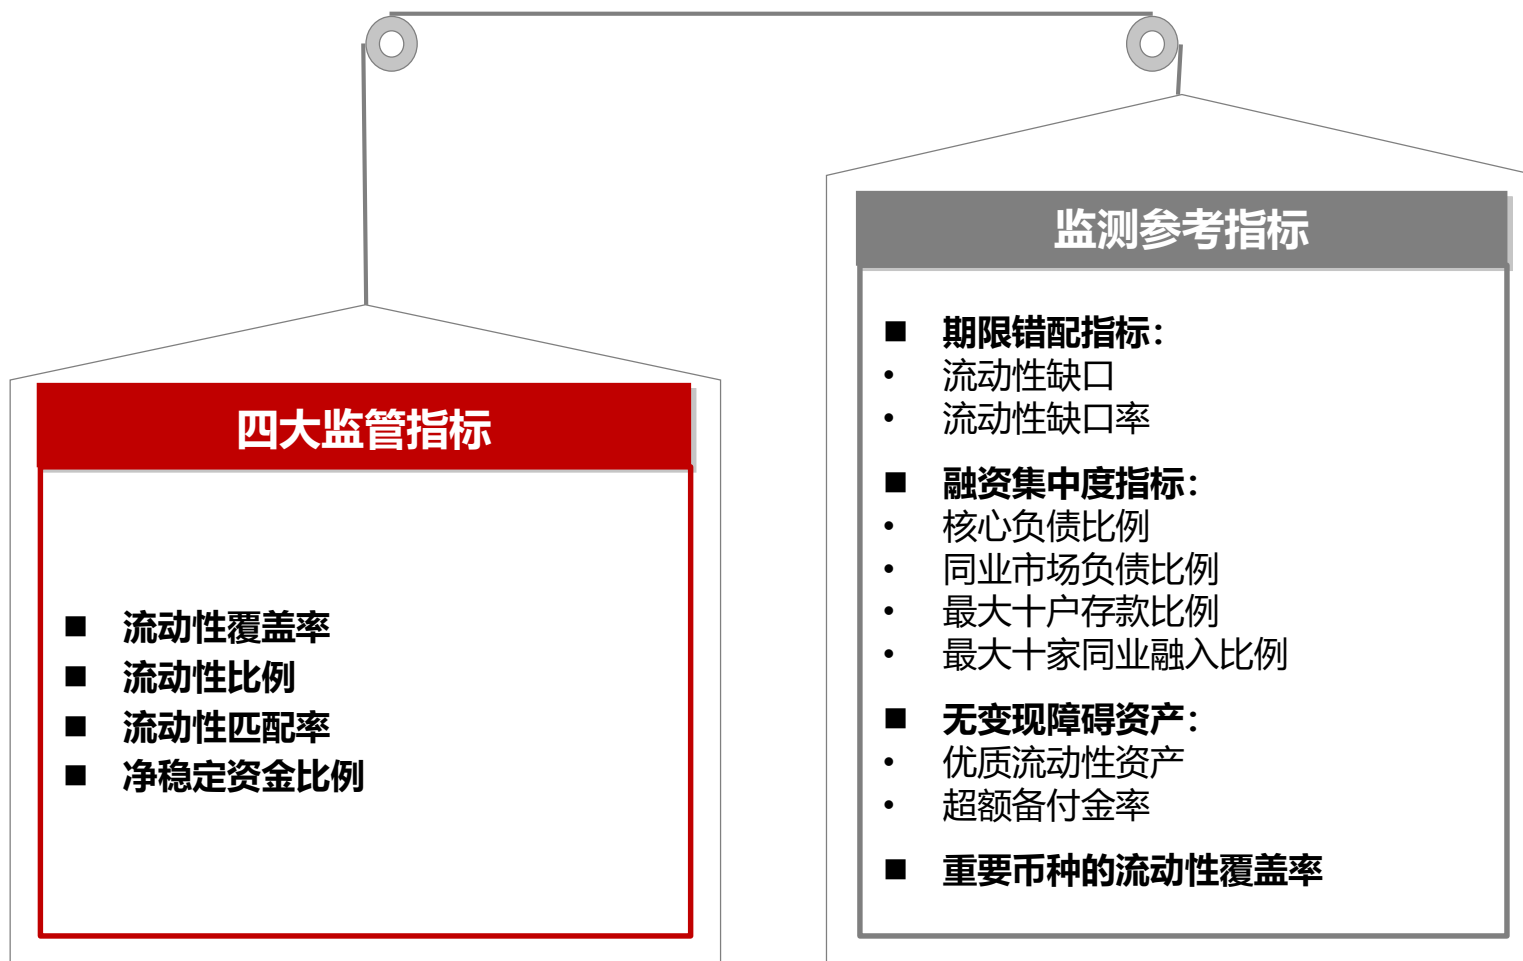 四大监管指标
■ 流动性覆盖率
■ 流动性比例
■ 流动性匹配率
■ 净稳定资金比例
监测参考指标
■ 期限错配指标：
• 流动性缺口
• 流动性缺口率
■ 融资集中度指标：
• 核心负债比例
• 同业市场负债比例
• 最大十户存款比例
• 最大十家同业融入比例
■ 无变现障碍资产：
• 优质流动性资产
• 超额备付金率
■ 重要币种的流动性覆盖率